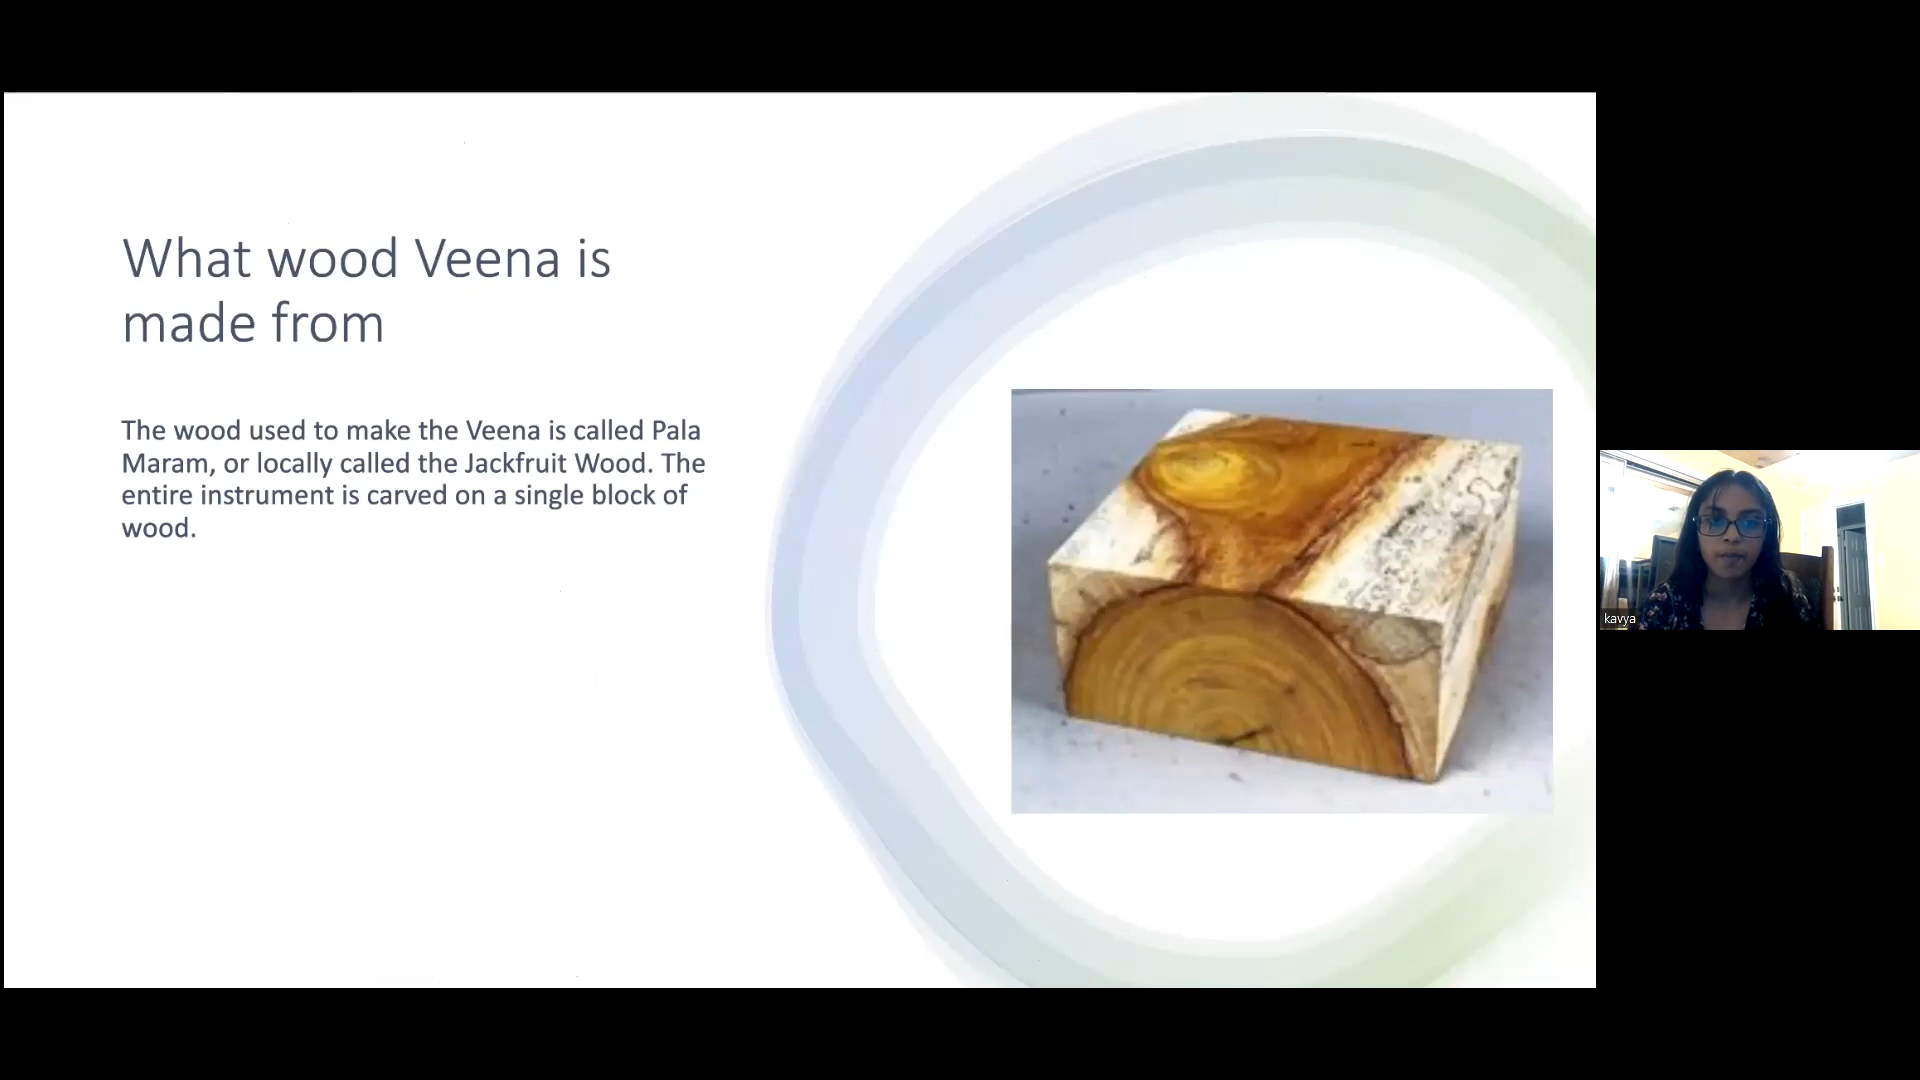 What wood Veena is
made from
The wood used to make the Veena is called Pala
Maram, or locally called the Jackfruit Wood. The
entire instrument is carved on a single block of
wood.
kavya